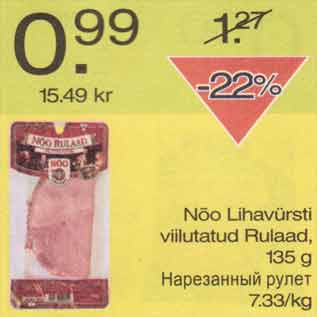 0.99
1.27
15.49 kr
-22%
NÕO RULAAD
NÕO
Nõo Lihavürsti
viilutatud Rulaad,
135 g
Нарезанный рулет
7.33/kg